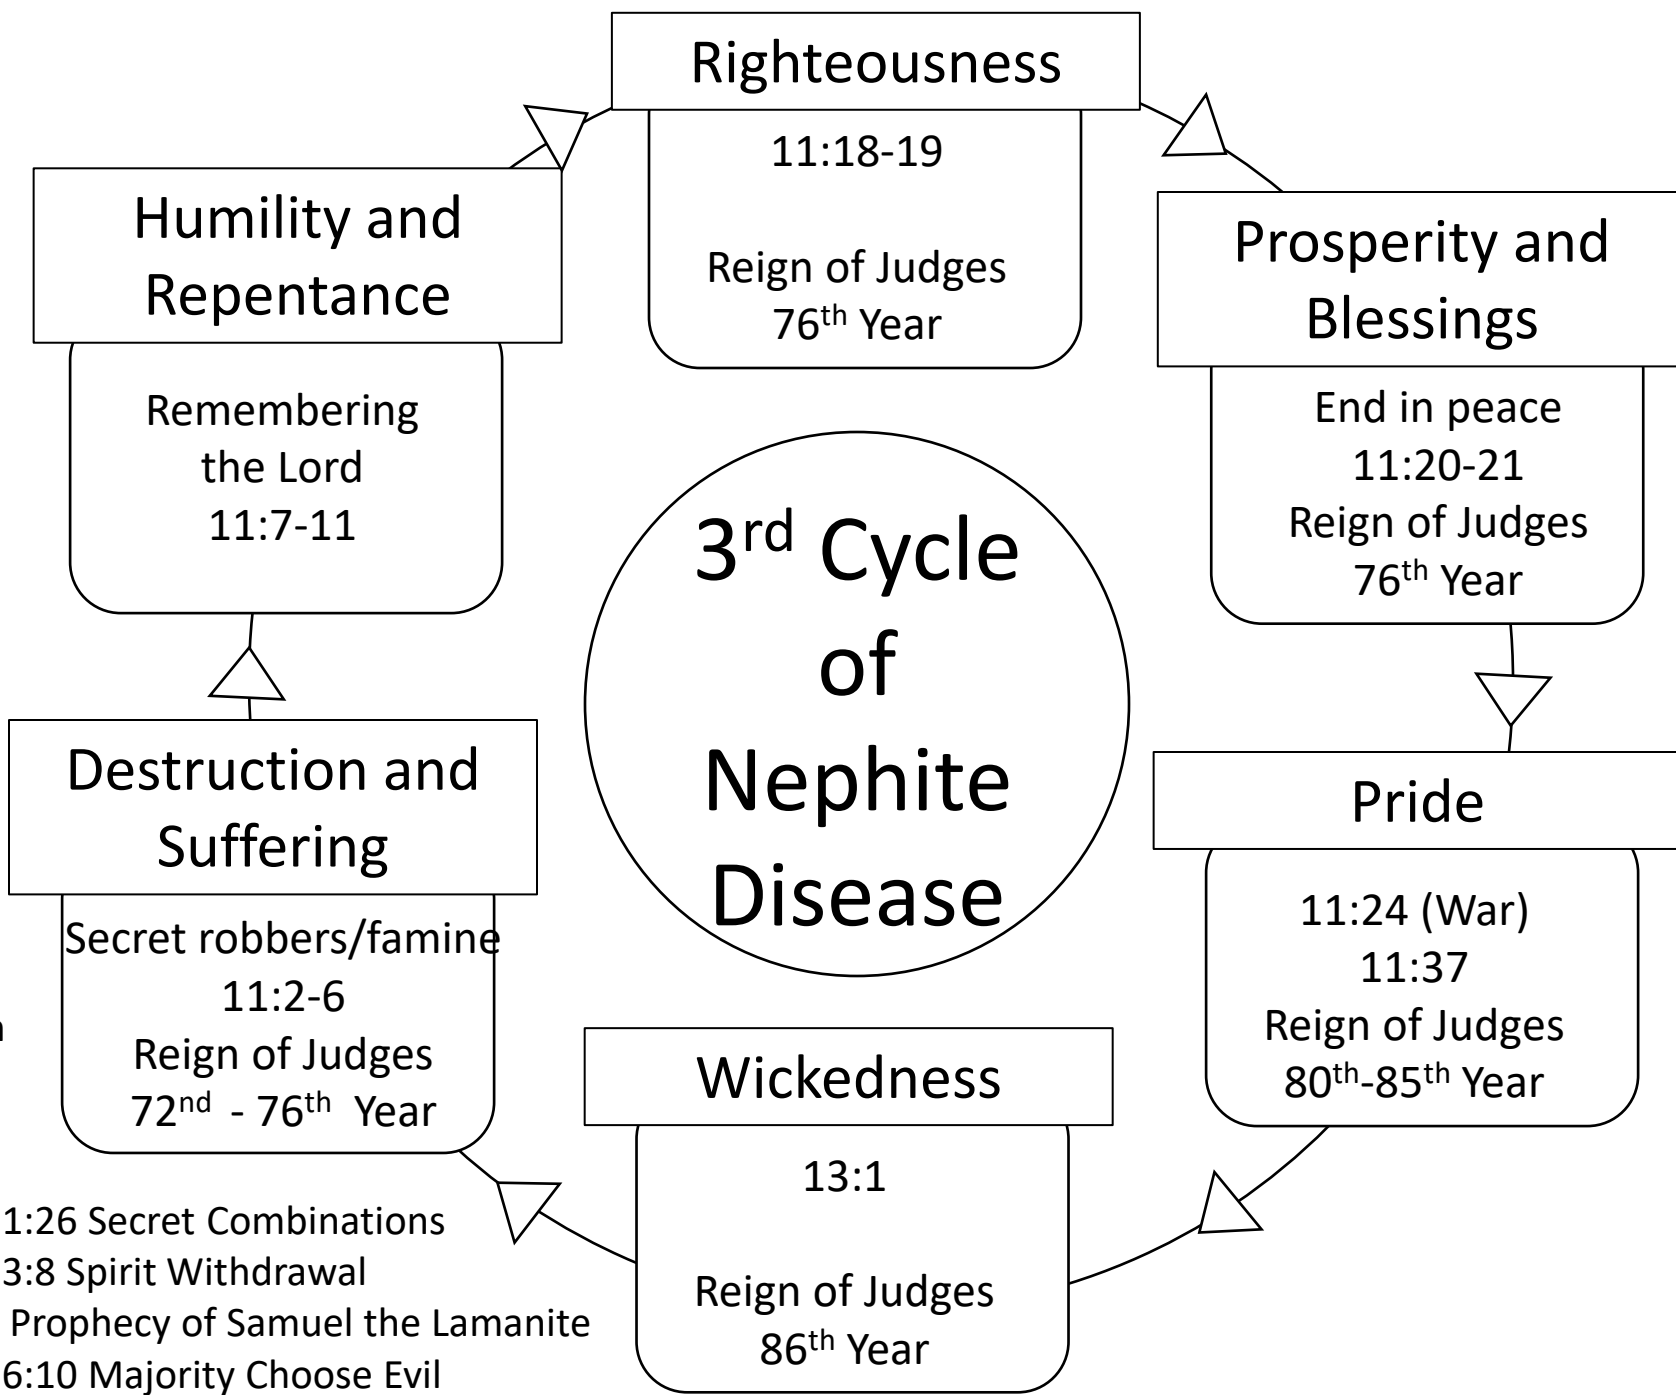 Righteousness
11:18-19
Reign of Judges
76th Year
Prosperity and
Blessings
End in peace
11:20-21
Reign of Judges
76th Year
Pride
11:24 (War)
11:37
Reign of Judges
80th-85th Year
Wickedness
13:1
Reign of Judges
86th Year
Destruction and
Suffering
Secret robbers/famine
11:2-6
Reign of Judges
72nd - 76th Year
Humility and
Repentance
Remembering
the Lord
11:7-11
3rd Cycle
of
Nephite
Disease
1:26 Secret Combinations
3:8 Spirit Withdrawal
Prophecy of Samuel the Lamanite
6:10 Majority Choose Evil